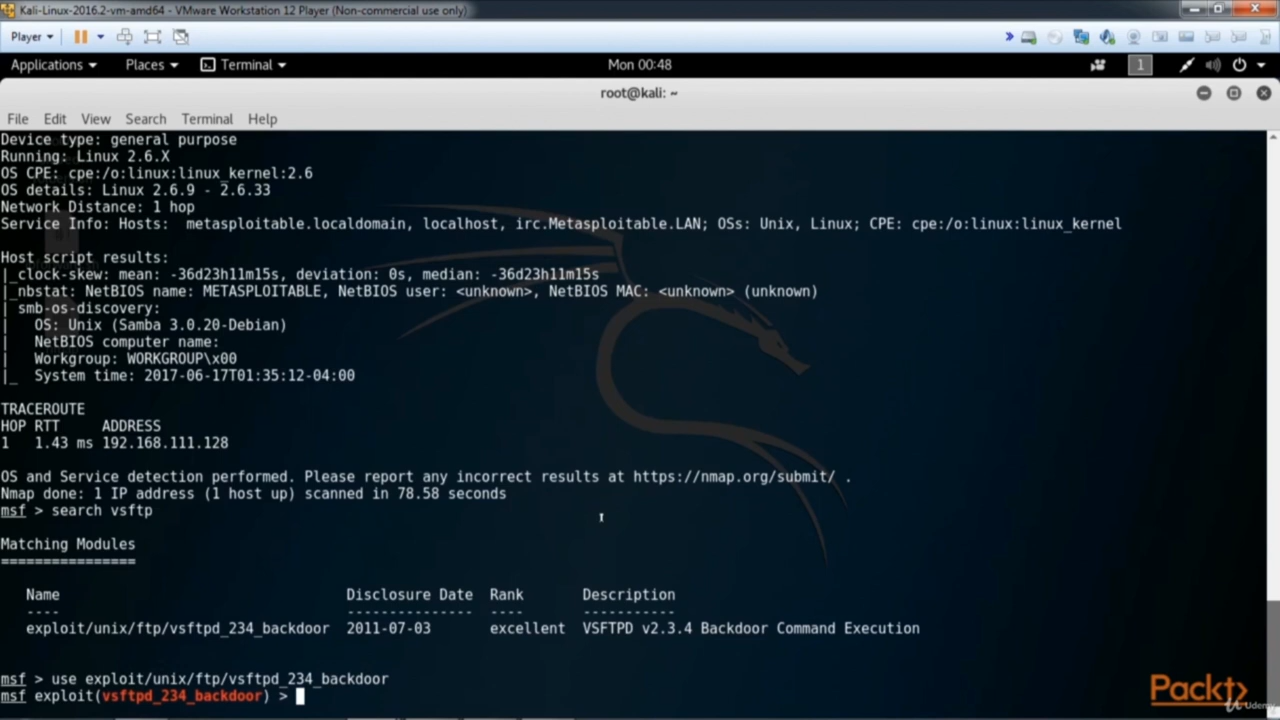 Kali-Linux-2016.2-vm-amd64 - VMware Workstation 12 Player (Non-commercial use only)
Player
Applications Places Terminal Mon 00:48 1
root@kali: ~
File Edit View Search Terminal Help
Device type: general purpose
Running: Linux 2.6.X
OS CPE: cpe:/o:linux:linux_kernel:2.6
OS details: Linux 2.6.9 - 2.6.33
Network Distance: 1 hop
Service Info: Hosts:  metasploitable.localdomain, localhost, irc.Metasploitable.LAN; OSs: Unix, Linux; CPE: cpe:/o:linux:linux_kernel
Host script results:
|_clock-skew: mean: -36d23h11m15s, deviation: 0s, median: -36d23h11m15s
|_nbstat: NetBIOS name: METASPLOITABLE, NetBIOS user: <unknown>, NetBIOS MAC: <unknown> (unknown)
| smb-os-discovery:
|   OS: Unix (Samba 3.0.20-Debian)
|   NetBIOS computer name:
|   Workgroup: WORKGROUP\x00
|_  System time: 2017-06-17T01:35:12-04:00
TRACEROUTE
HOP RTT     ADDRESS
1   1.43 ms 192.168.111.128
OS and Service detection performed. Please report any incorrect results at https://nmap.org/submit/ .
Nmap done: 1 IP address (1 host up) scanned in 78.58 seconds
msf > search vsftp
Matching Modules
================
Name                                  Disclosure Date  Rank       Description
----                                  ---------------  ----       -----------
exploit/unix/ftp/vsftpd_234_backdoor  2011-07-03       excellent  VSFTPD v2.3.4 Backdoor Command Execution
msf > use exploit/unix/ftp/vsftpd_234_backdoor
msf exploit(vsftpd_234_backdoor) >
Packt>
Udemy